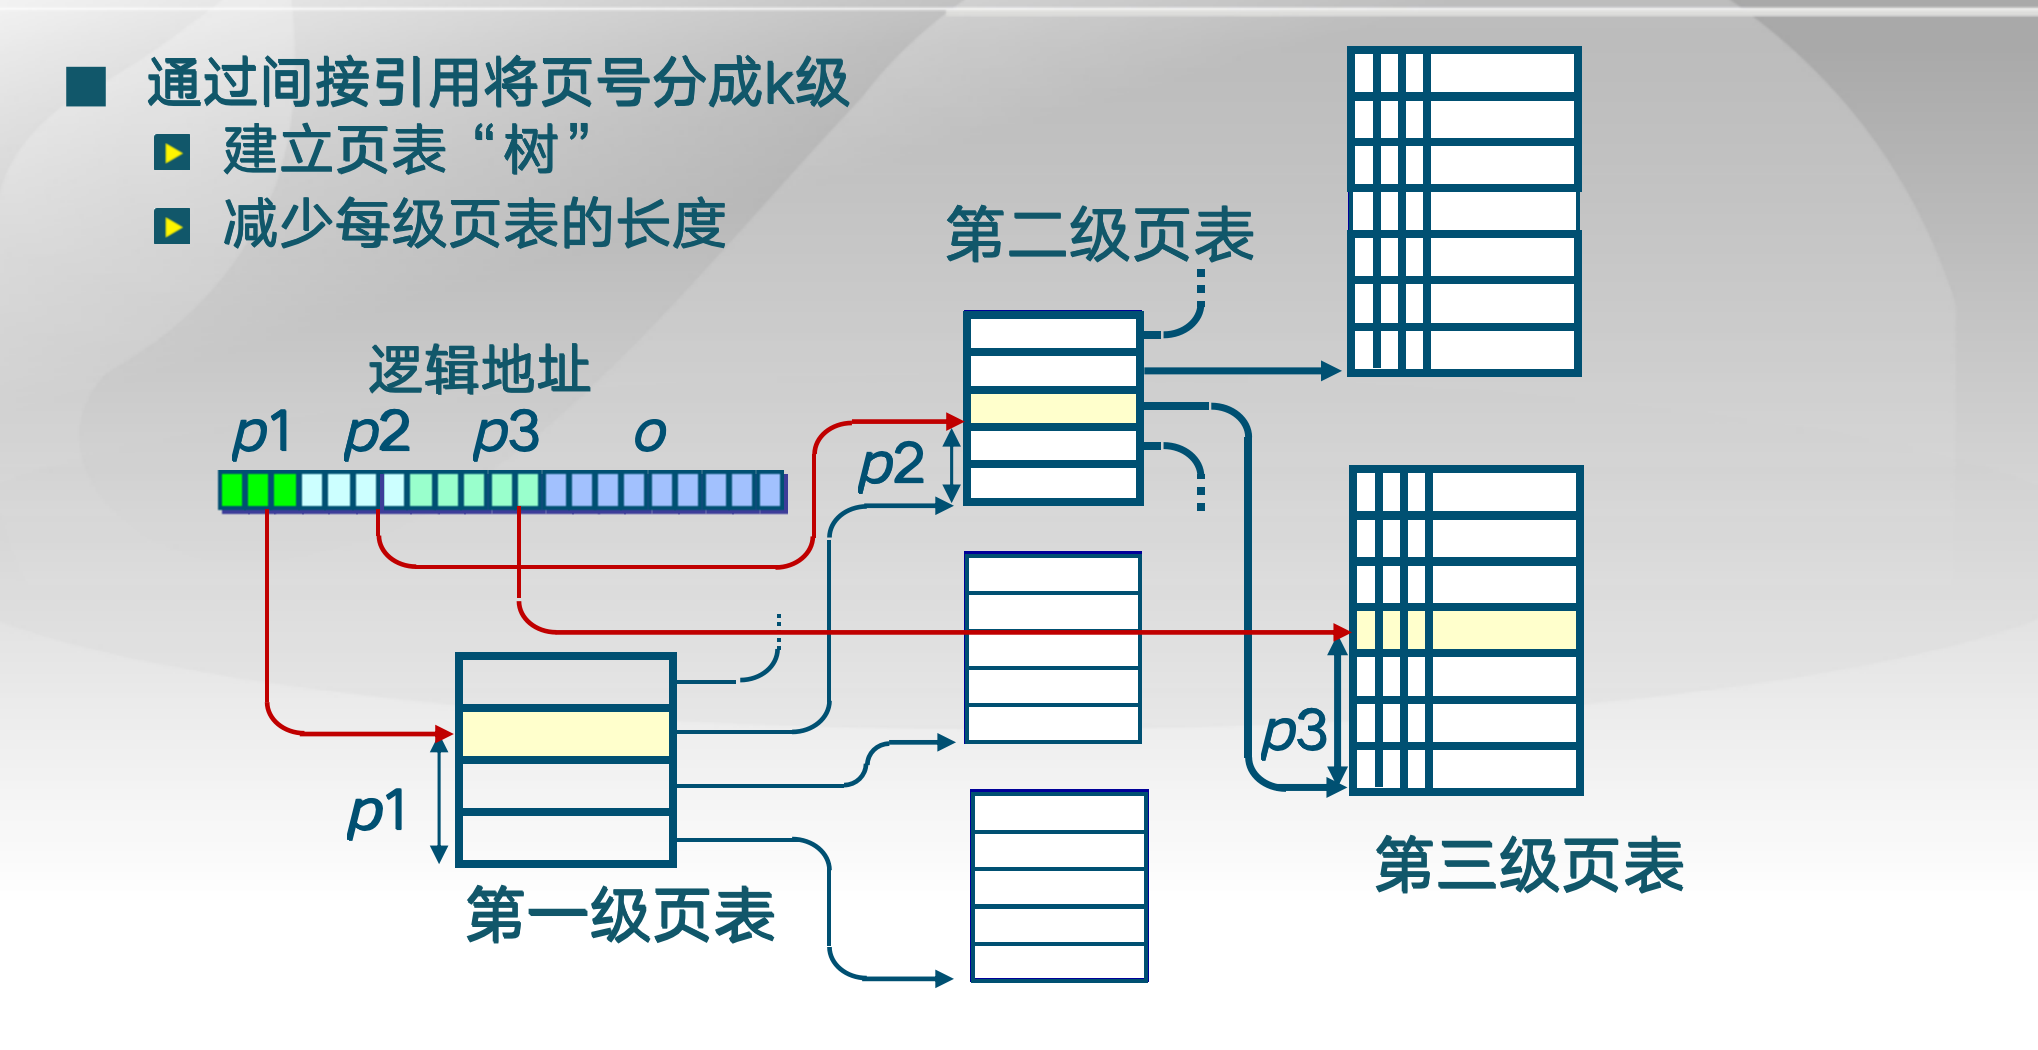 通过间接引用将页号分成k级
建立页表“树”
减少每级页表的长度
第二级页表
逻辑地址
p1 p2 p3 o
p2
p3
p1
第三级页表
第一级页表